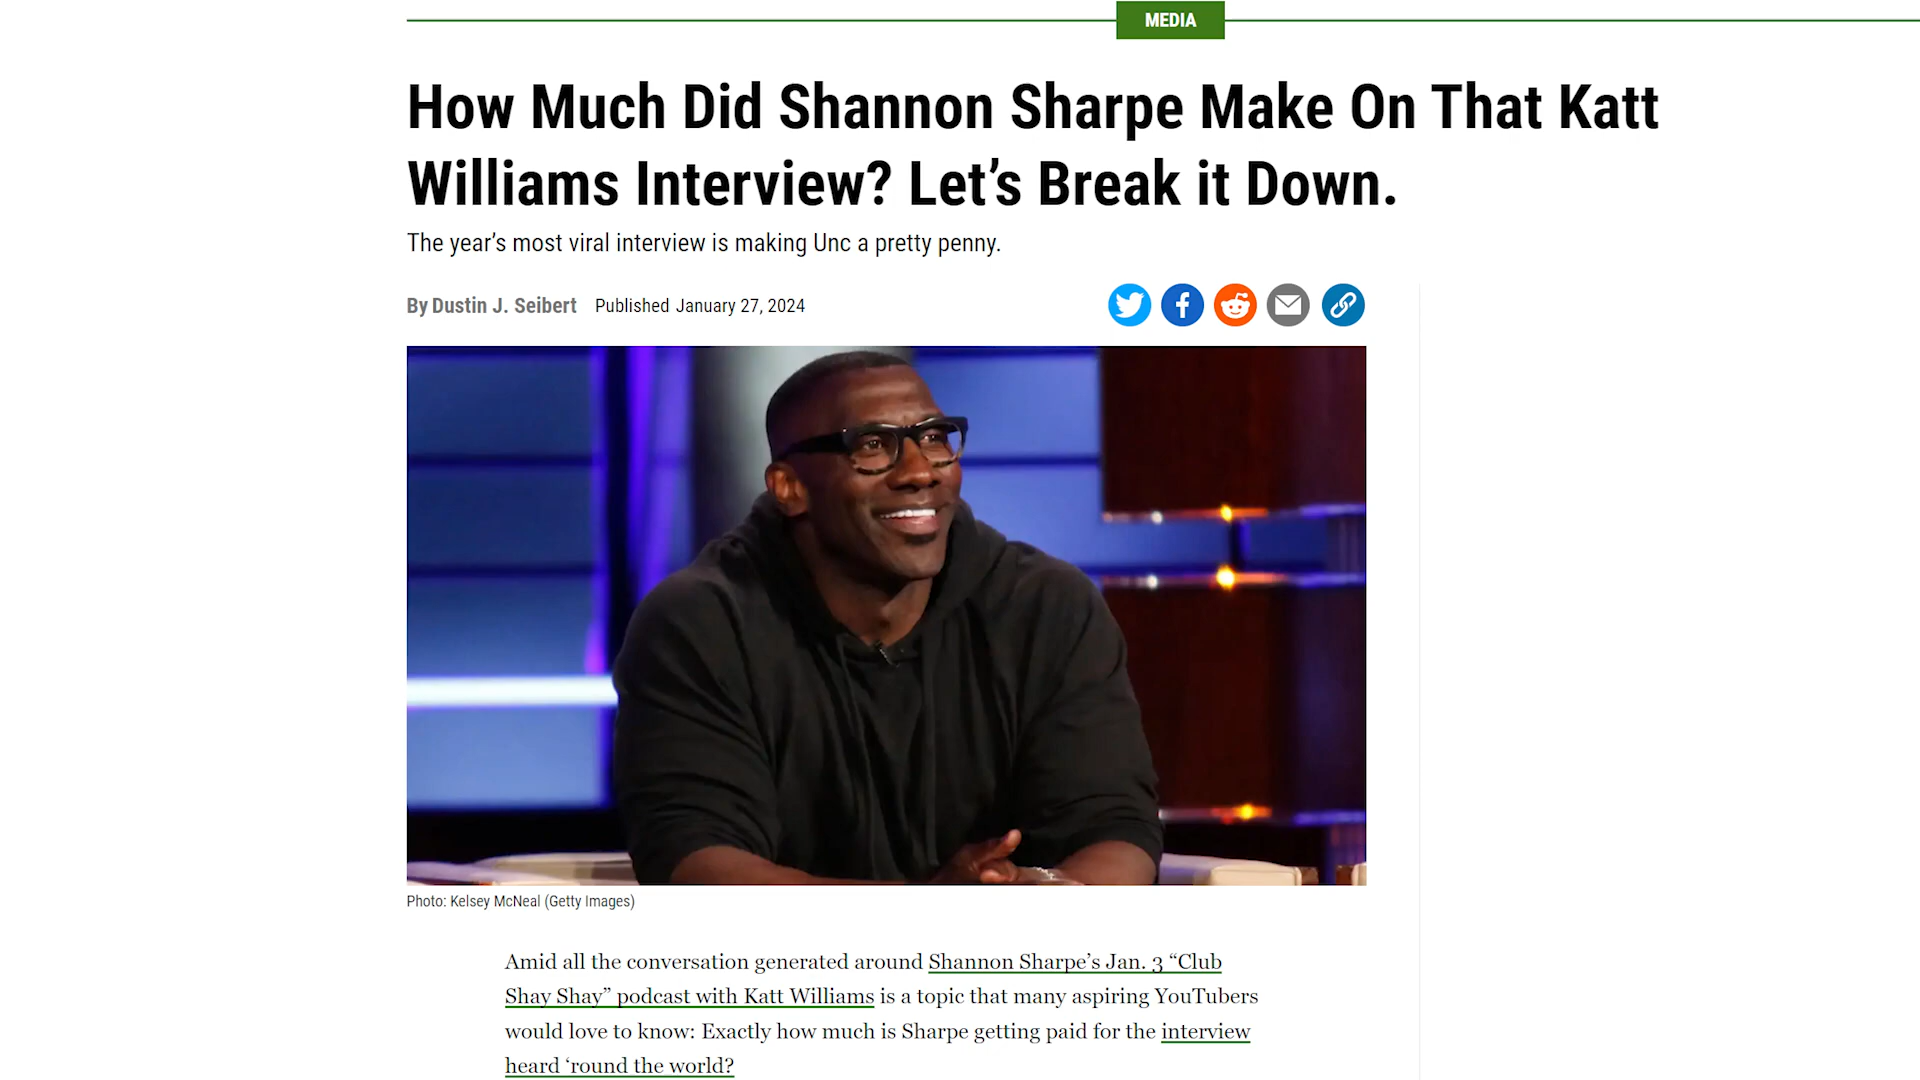 MEDIA
How Much Did Shannon Sharpe Make On That Katt
Williams Interview? Let’s Break it Down.
The year’s most viral interview is making Unc a pretty penny.
By Dustin J. Seibert Published January 27, 2024
Photo: Kelsey McNeal (Getty Images)
Amid all the conversation generated around Shannon Sharpe’s Jan. 3 “Club
Shay Shay” podcast with Katt Williams is a topic that many aspiring YouTubers
would love to know: Exactly how much is Sharpe getting paid for the interview
heard ‘round the world?